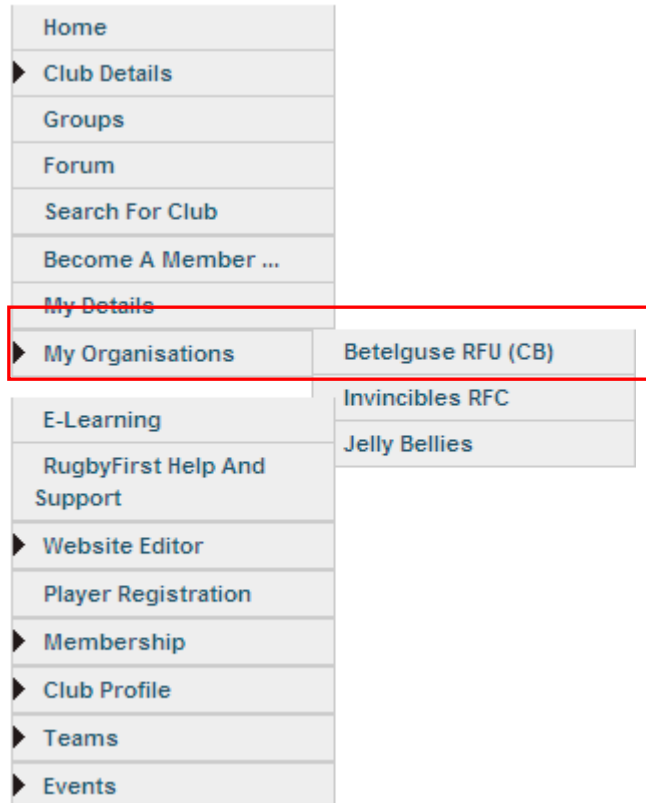 Home
Club Details
Groups
Forum
Search For Club
Become A Member ...
My Details
My Organisations
Betelguse RFU (CB)
Invincibles RFC
Jelly Bellies
E-Learning
RugbyFirst Help And
Support
Website Editor
Player Registration
Membership
Club Profile
Teams
Events